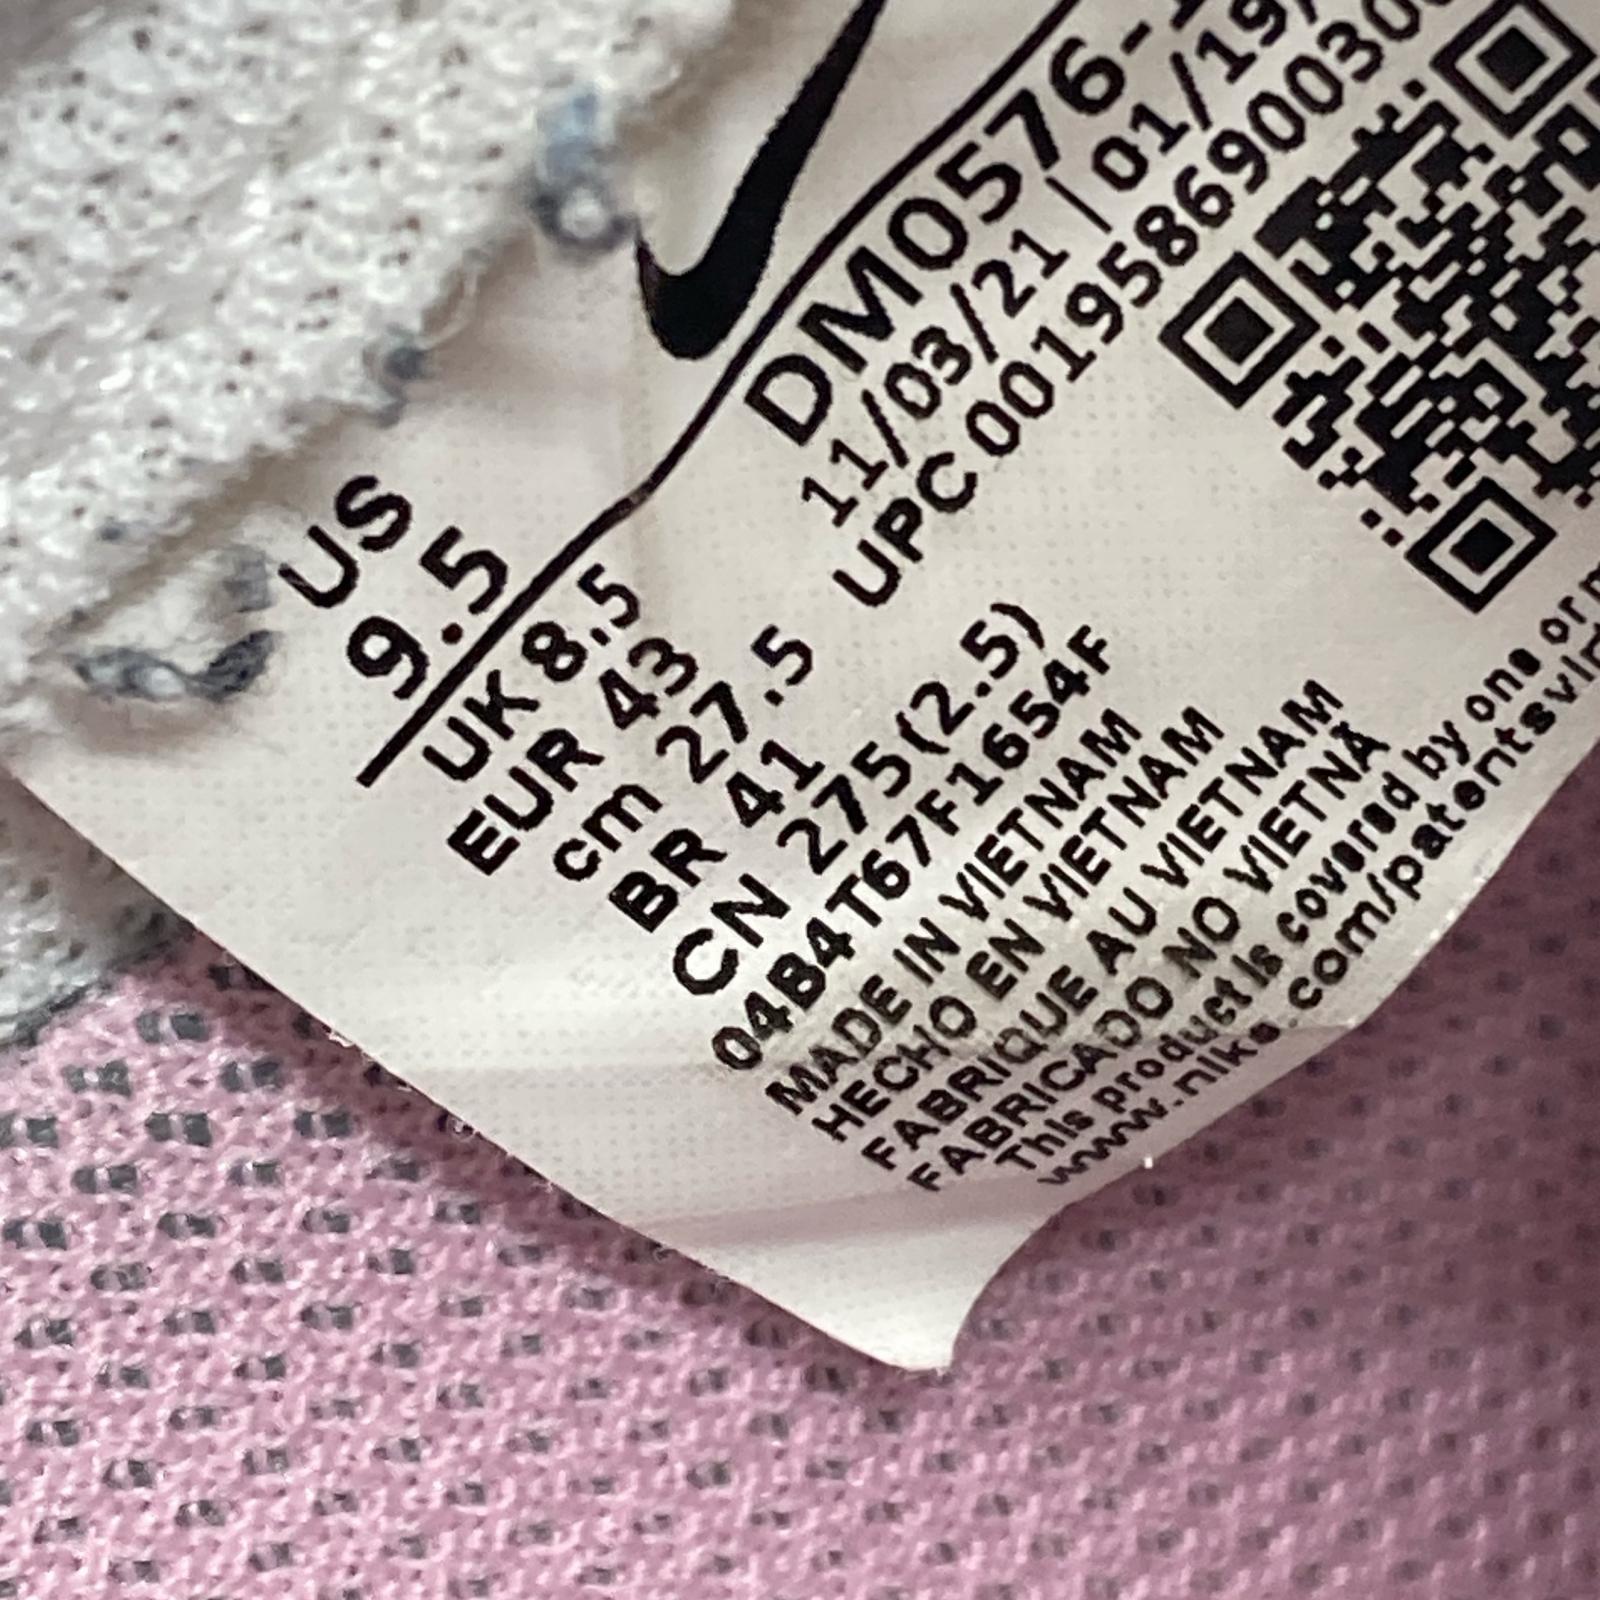 US
9.5
UK 8.5
EUR 43
cm 27.5
BR 41
CN 275 (2.5)
04B4T67F1654F
DM0576-
11/03/21 | 01/19/
UPC 00195869003
MADE IN VIETNAM
HECHO EN VIETNAM
FABRIQUE AU VIETNAM
FABRICADO NO VIETNÃ
This product is covered by one or
www.nike.com/patents